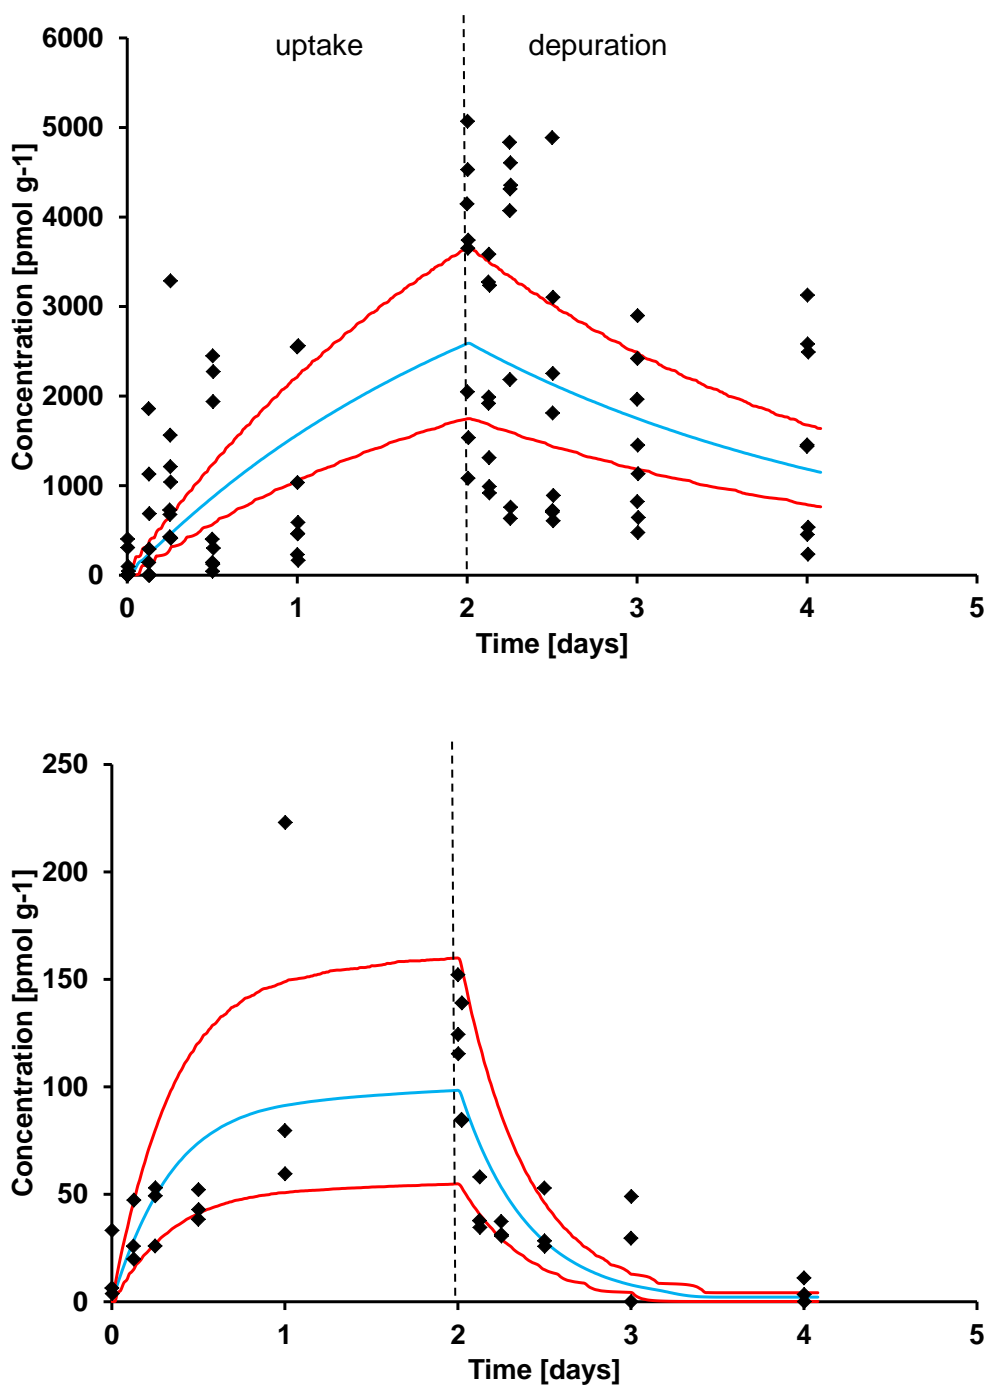 uptake depuration
6000
5000
4000
3000
2000
1000
0
Concentration [pmol g-1]
0 1 2 3 4 5
Time [days]
250
200
150
100
50
0
Concentration [pmol g-1]
0 1 2 3 4 5
Time [days]